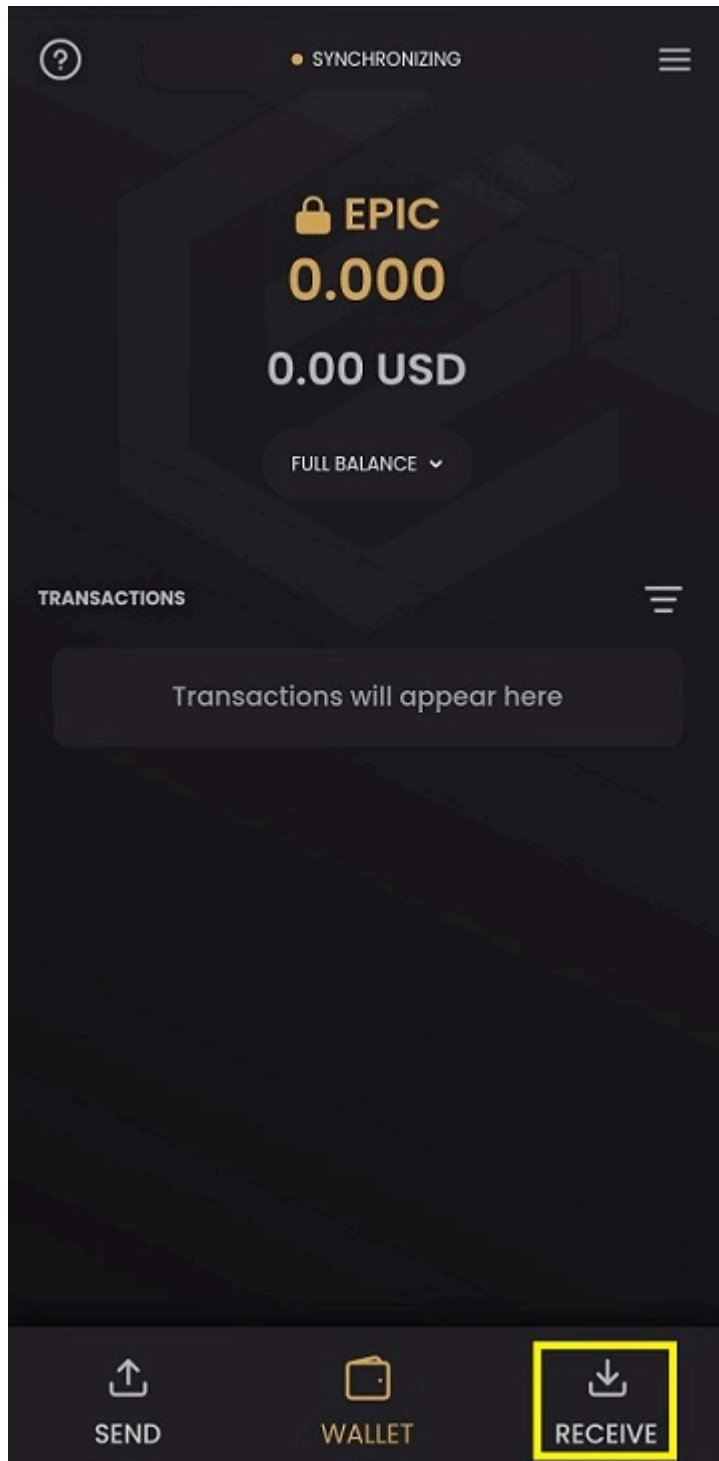 SYNCHRONIZING
EPIC
0.000
0.00 USD
FULL BALANCE
TRANSACTIONS
Transactions will appear here
SEND WALLET RECEIVE